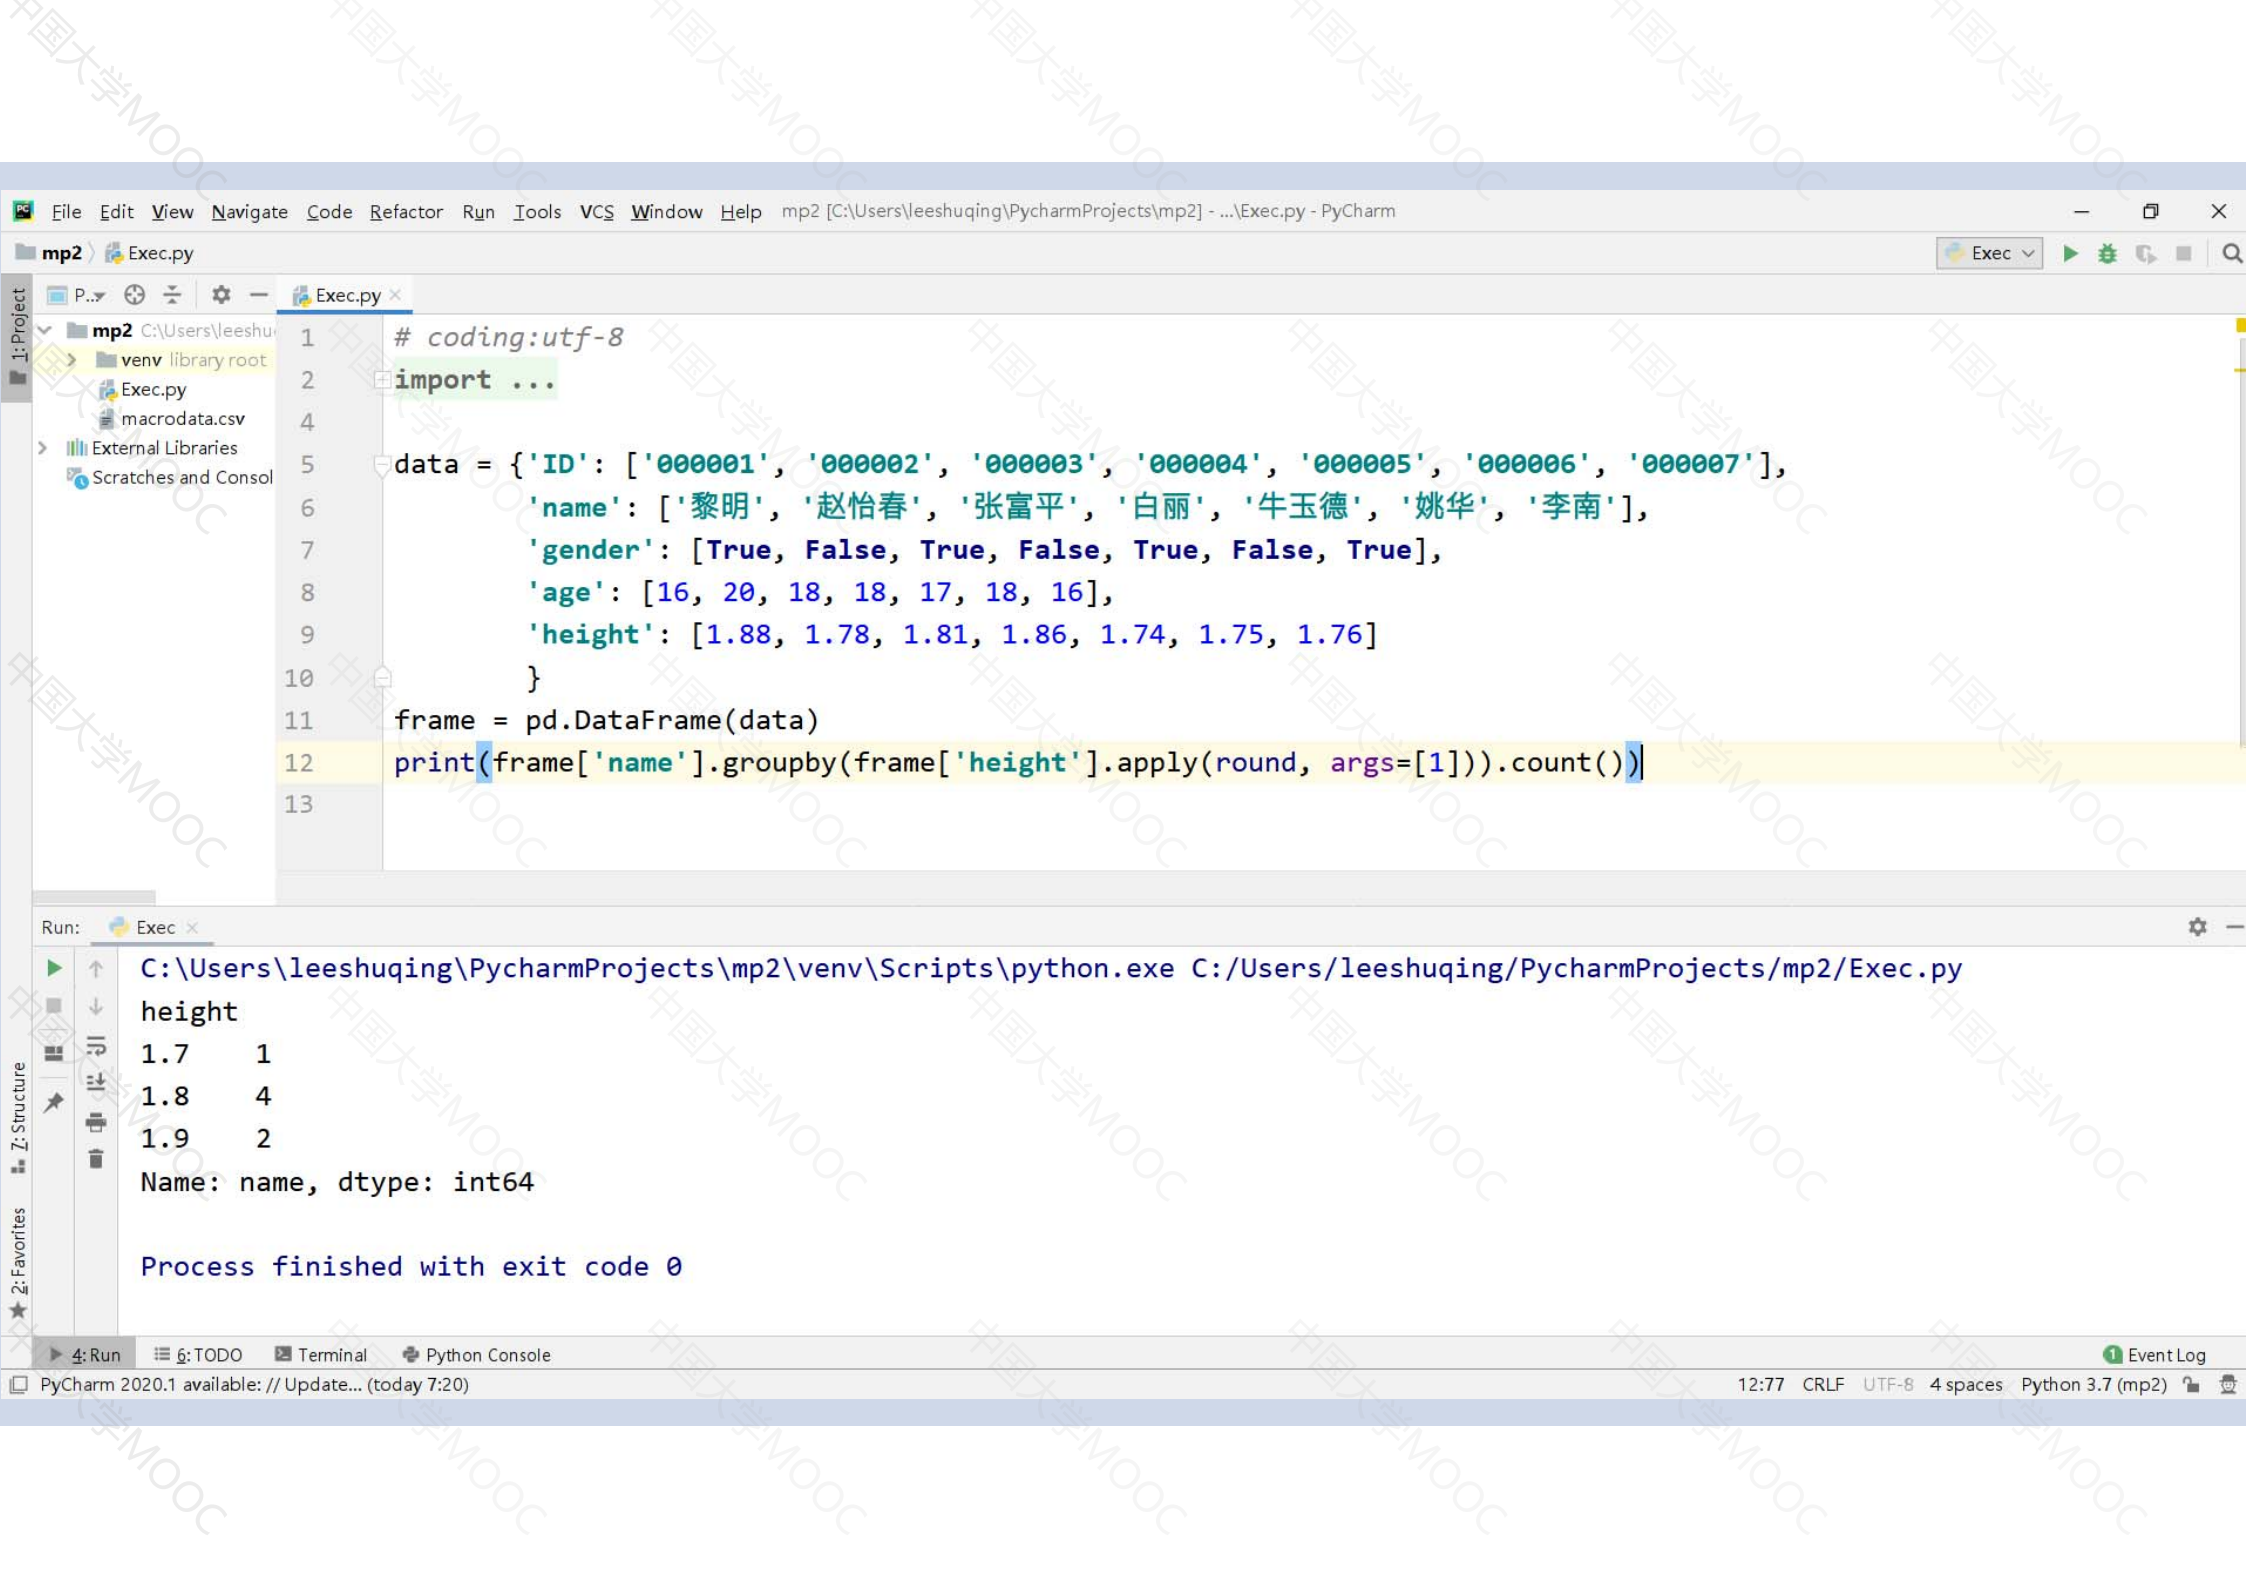 File Edit View Navigate Code Refactor Run Tools VCS Window Help mp2 [C:\Users\leeshuqing\PycharmProjects\mp2] - ...\Exec.py - PyCharm
mp2 Exec.py Exec
1: Project
P.. Exec.py
mp2 C:\Users\leeshu
venv library root
Exec.py
macrodata.csv
External Libraries
Scratches and Consol
1 # coding:utf-8
2 import ...
4
5 data = {'ID': ['000001', '000002', '000003', '000004', '000005', '000006', '000007'],
6 'name': ['黎明', '赵怡春', '张富平', '白丽', '牛玉德', '姚华', '李南'],
7 'gender': [True, False, True, False, True, False, True],
8 'age': [16, 20, 18, 18, 17, 18, 16],
9 'height': [1.88, 1.78, 1.81, 1.86, 1.74, 1.75, 1.76]
10 }
11 frame = pd.DataFrame(data)
12 print(frame['name'].groupby(frame['height'].apply(round, args=[1])).count())
13
Run: Exec
C:\Users\leeshuqing\PycharmProjects\mp2\venv\Scripts\python.exe C:/Users/leeshuqing/PycharmProjects/mp2/Exec.py
height
1.7 1
1.8 4
1.9 2
Name: name, dtype: int64
Process finished with exit code 0
7: Structure
2: Favorites
4: Run 6: TODO Terminal Python Console 1 Event Log
PyCharm 2020.1 available: // Update... (today 7:20) 12:77 CRLF UTF-8 4 spaces Python 3.7 (mp2)
中国大学MOOC